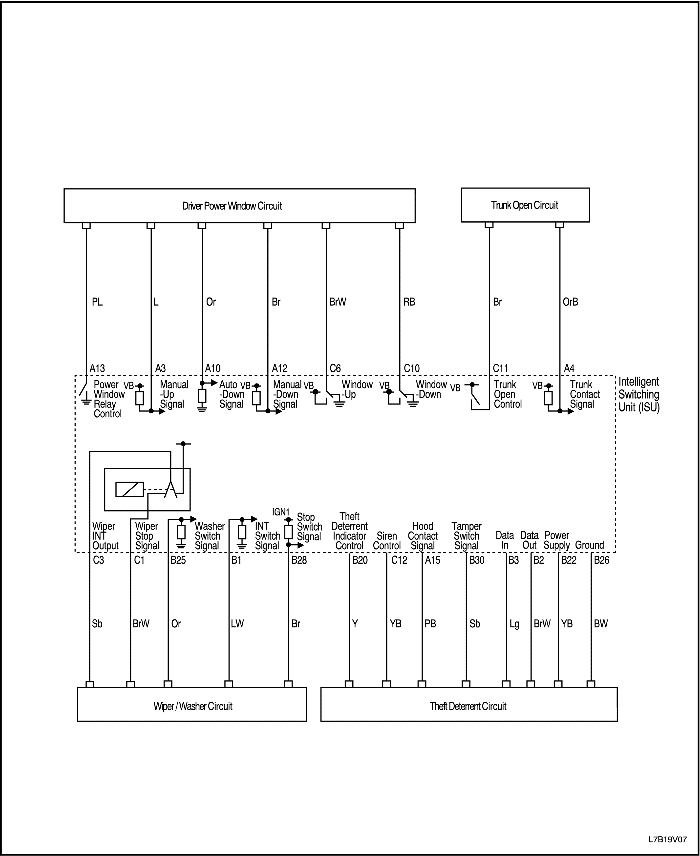 Driver Power Window Circuit
Trunk Open Circuit
PL
L
Or
Br
BrW
RB
Br
OrB
A13
A3
A10
A12
C6
C10
C11
A4
Power
Window
Relay
Control
VB
Manual
-Up
Signal
Auto
-Down
Signal
VB
Manual
-Down
Signal
VB
Window
-Up
VB
Window
-Down
VB
Trunk
Open
Control
VB
Trunk
Contact
Signal
Intelligent
Switching
Unit (ISU)
Wiper
INT
Output
Wiper
Stop
Signal
Washer
Switch
Signal
INT
Switch
Signal
IGN1
Stop
Switch
Signal
Theft
Deterrent
Indicator
Control
Siren
Control
Hood
Contact
Signal
Tamper
Switch
Signal
Data
In
Data
Out
Power
Supply
Ground
C3
C1
B25
B1
B28
B20
C12
A15
B30
B3
B2
B22
B26
Sb
BrW
Or
LW
Br
Y
YB
PB
Sb
Lg
BrW
YB
BW
Wiper / Washer Circuit
Theft Deterrent Circuit
L7B19V07